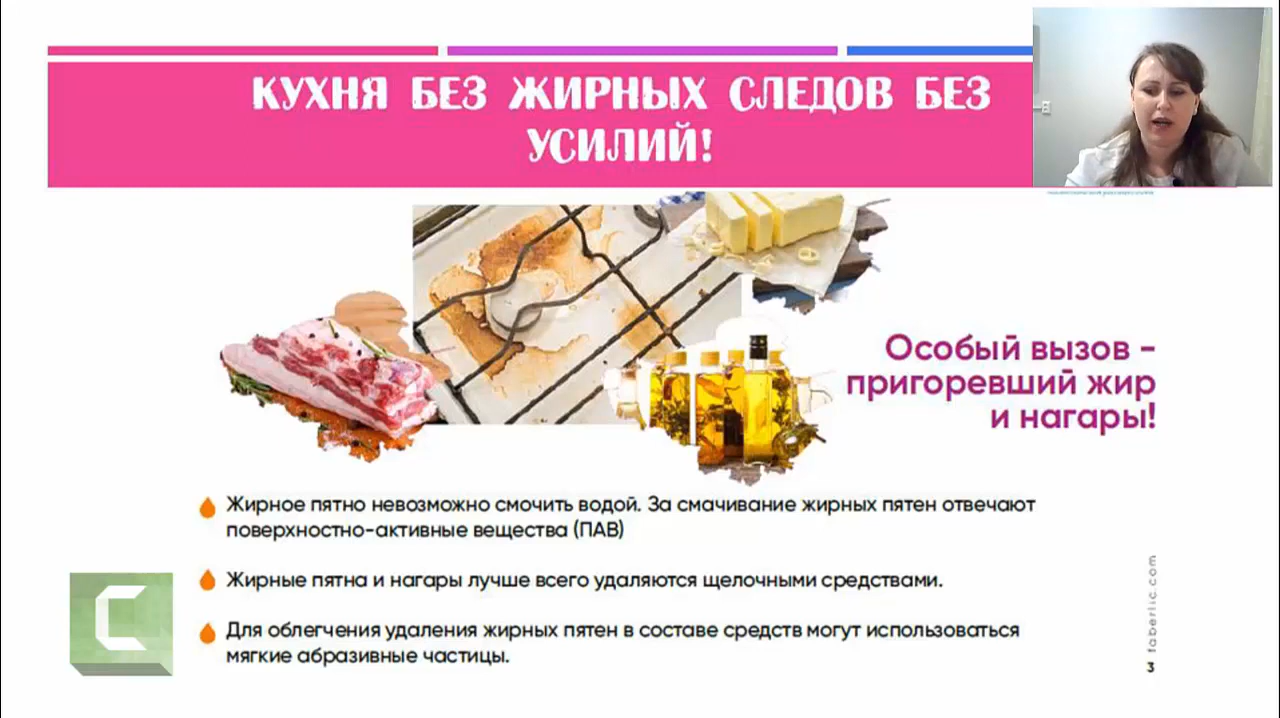 КУХНЯ БЕЗ ЖИРНЫХ СЛЕДОВ БЕЗ
УСИЛИЙ!
Особый вызов –
пригоревший жир
и нагары!
Жирное пятно невозможно смочить водой. За смачивание жирных пятен отвечают
поверхностно-активные вещества (ПАВ)
Жирные пятна и нагары лучше всего удаляются щелочными средствами.
Для облегчения удаления жирных пятен в составе средств могут использоваться
мягкие абразивные частицы.
faberlic.com
3
C